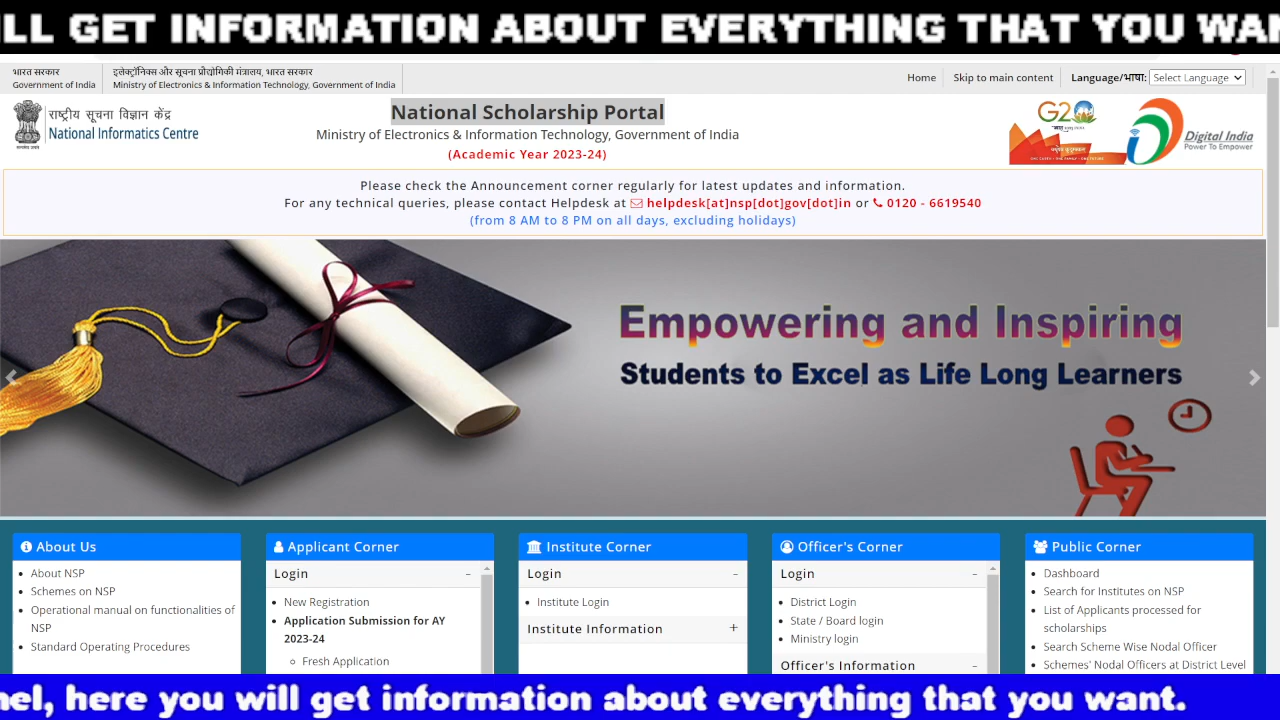 LL GET INFORMATION ABOUT EVERYTHING THAT YOU WAN
भारत सरकार
Government of India
इलेक्ट्रॉनिक्स और सूचना प्रौद्योगिकी मंत्रालय, भारत सरकार
Ministry of Electronics & Information Technology, Government of India
Home
Skip to main content
Language/भाषा: Select Language
राष्ट्रीय सूचना विज्ञान केंद्र
National Informatics Centre
National Scholarship Portal
Ministry of Electronics & Information Technology, Government of India
(Academic Year 2023-24)
G20
Digital India
Power To Empower
Please check the Announcement corner regularly for latest updates and information.
For any technical queries, please contact Helpdesk at helpdesk[at]nsp[dot]gov[dot]in or 0120 - 6619540
(from 8 AM to 8 PM on all days, excluding holidays)
Empowering and Inspiring
Students to Excel as Life Long Learners
About Us
About NSP
Schemes on NSP
Operational manual on functionalities of
NSP
Standard Operating Procedures
Applicant Corner
Login −
New Registration
Application Submission for AY
2023-24
Fresh Application
Institute Corner
Login −
Institute Login
Institute Information +
Officer's Corner
Login −
District Login
State / Board login
Ministry login
Officer's Information −
Public Corner
Dashboard
Search for Institutes on NSP
List of Applicants processed for
scholarships
Search Scheme Wise Nodal Officer
Schemes' Nodal Officers at District Level
nel, here you will get information about everything that you want.